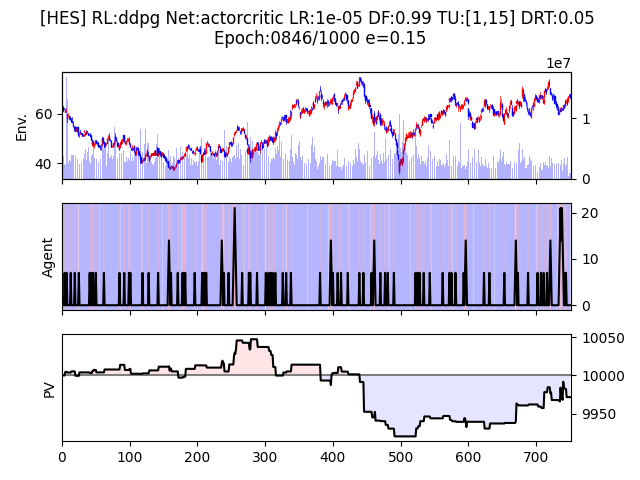 [HES] RL:ddpg Net:actorcritic LR:1e-05 DF:0.99 TU:[1,15] DRT:0.05
Epoch:0846/1000 e=0.15
1e7
Env.
60
40
1
0
Agent
20
10
0
PV
10050
10000
9950
0 100 200 300 400 500 600 700